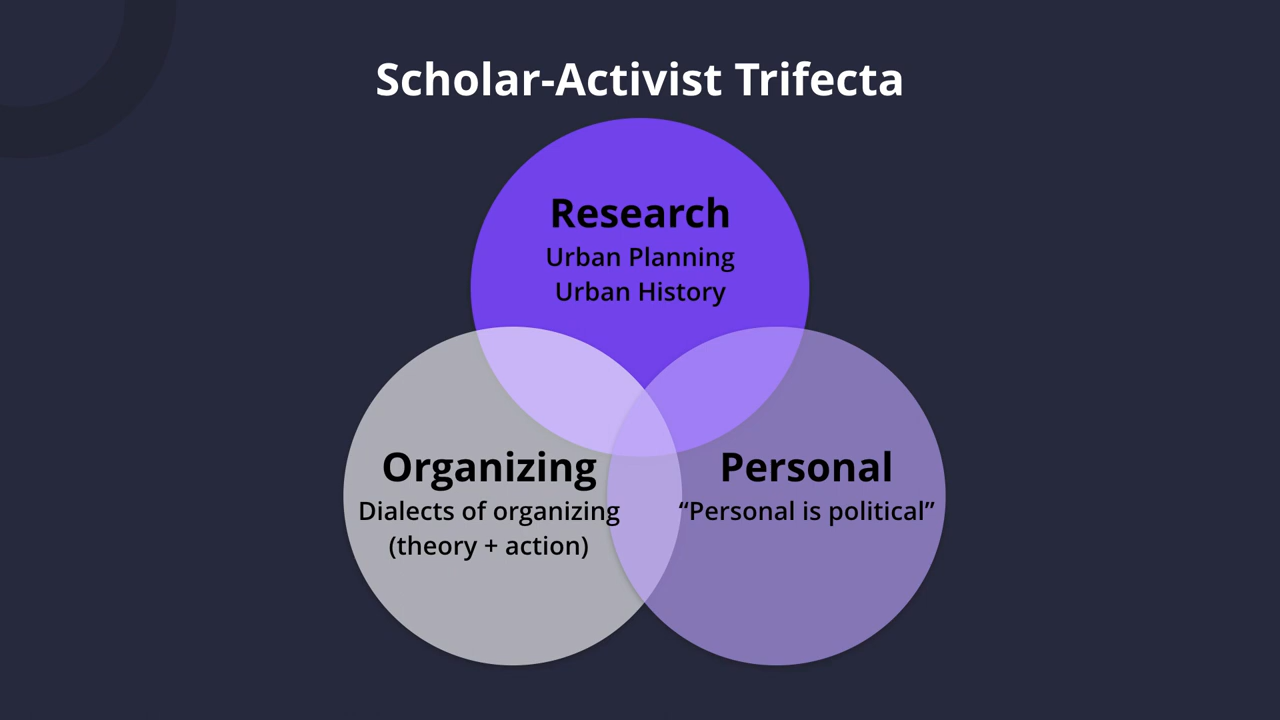 Scholar-Activist Trifecta
Research
Urban Planning
Urban History
Organizing
Dialects of organizing
(theory + action)
Personal
“Personal is political”